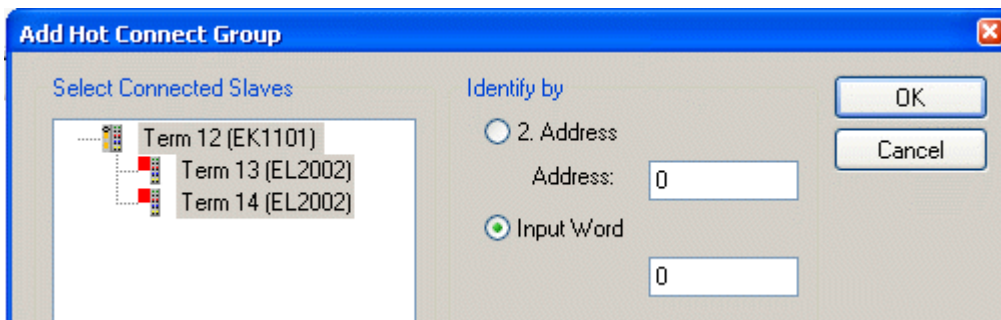 Add Hot Connect Group
Select Connected Slaves
Term 12 (EK1101)
Term 13 (EL2002)
Term 14 (EL2002)
Identify by
2. Address
Address: 0
Input Word
0
OK
Cancel